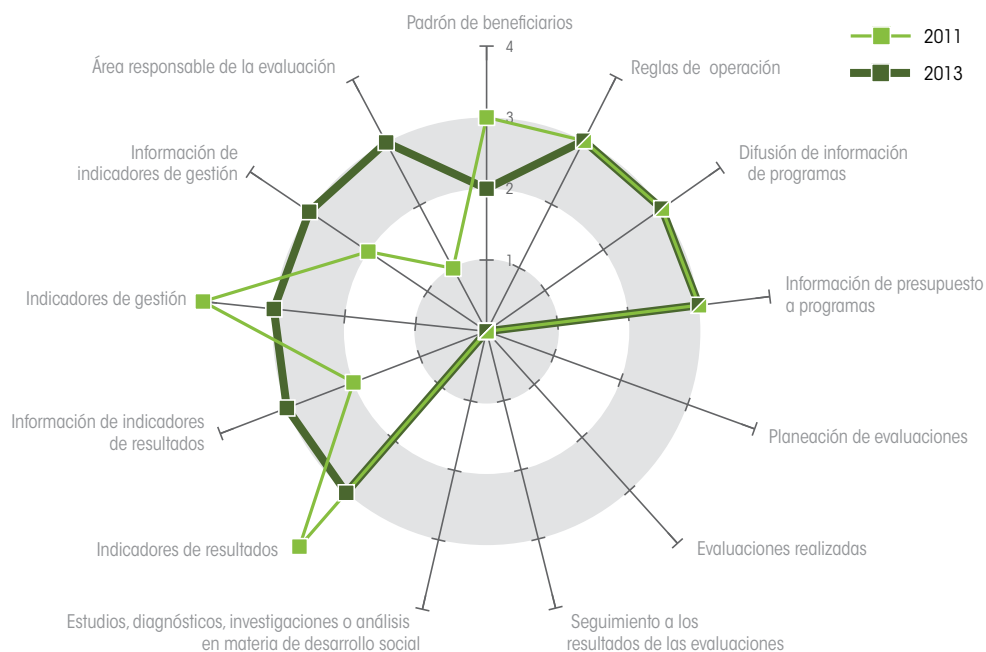 Padrón de beneficiarios
4
3
2
1
2011
2013
Reglas de operación
Difusión de información
de programas
Información de presupuesto
a programas
Planeación de evaluaciones
Evaluaciones realizadas
Seguimiento a los
resultados de las evaluaciones
Estudios, diagnósticos, investigaciones o análisis
en materia de desarrollo social
Indicadores de resultados
Información de indicadores
de resultados
Indicadores de gestión
Información de
indicadores de gestión
Área responsable de la evaluación